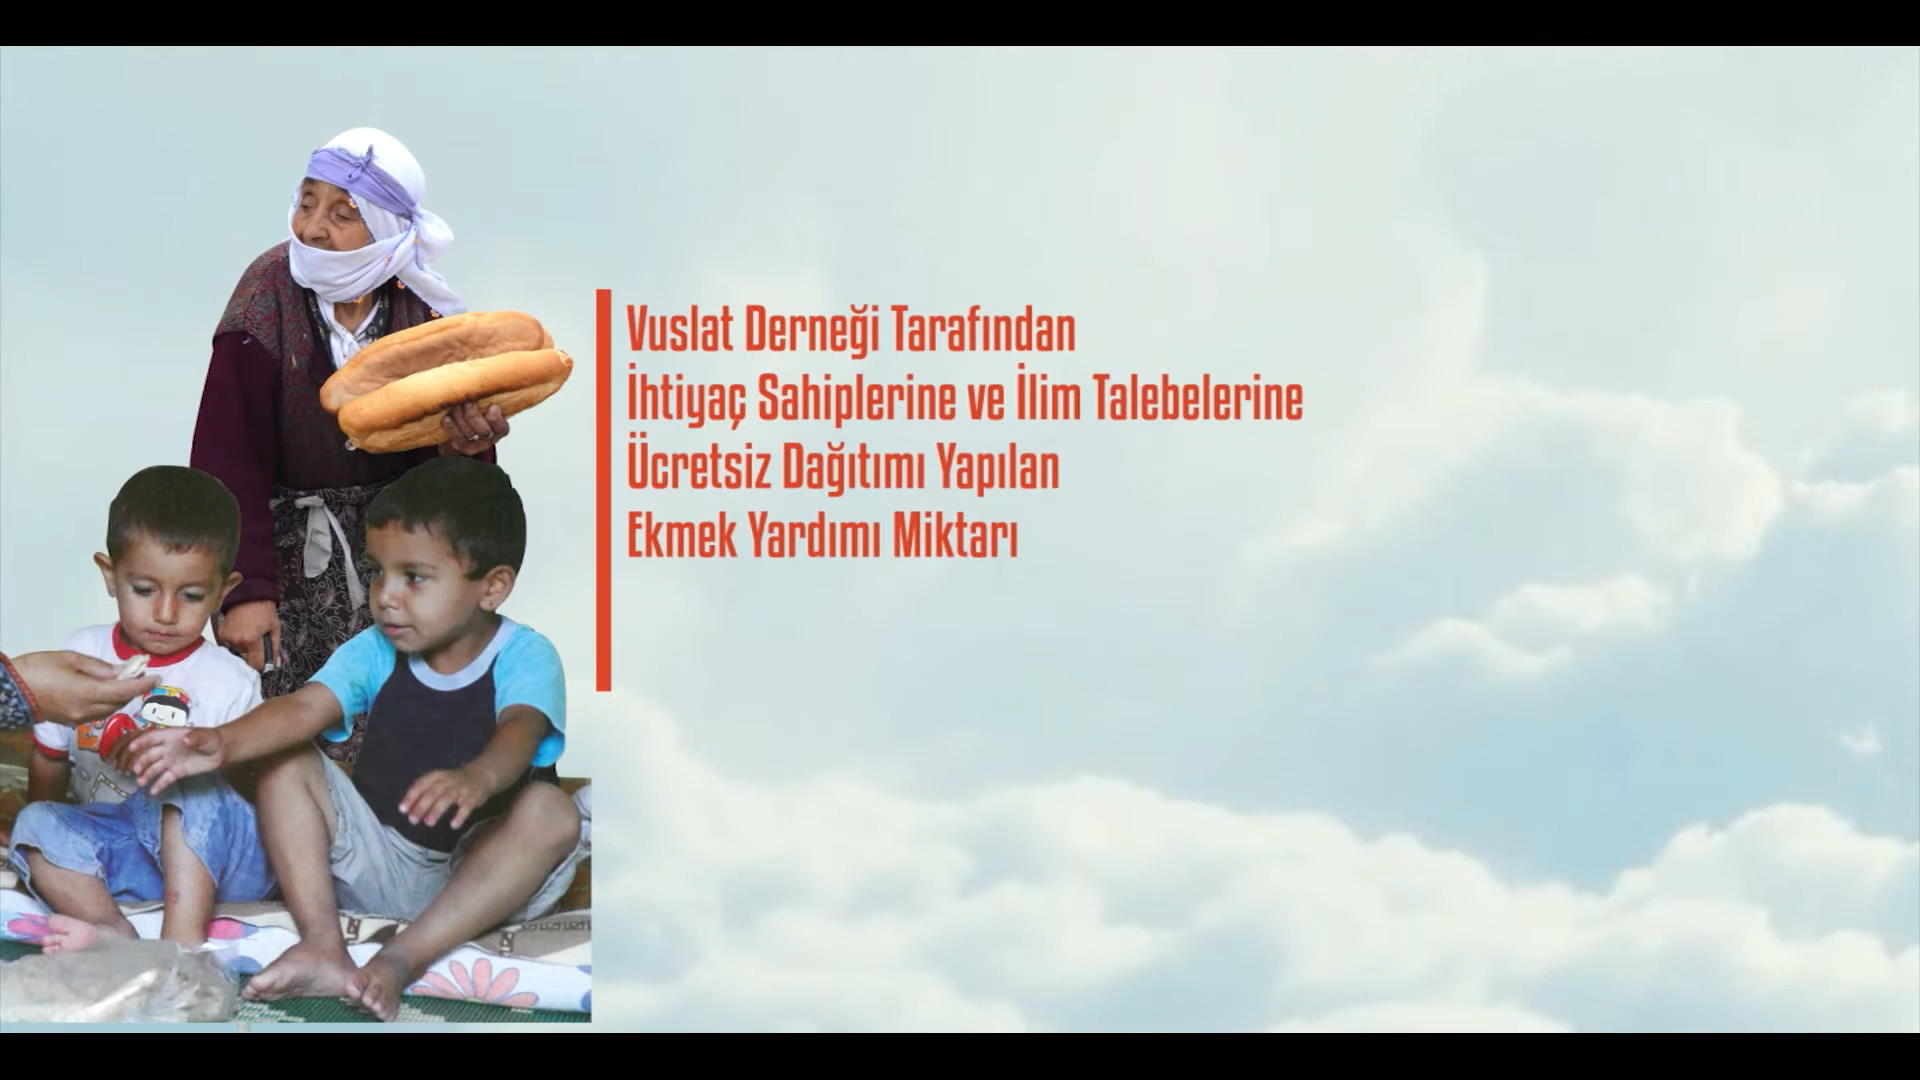 Vuslat Derneği Tarafından
İhtiyaç Sahiplerine ve İlim Talebelerine
Ücretsiz Dağıtımı Yapılan
Ekmek Yardımı Miktarı